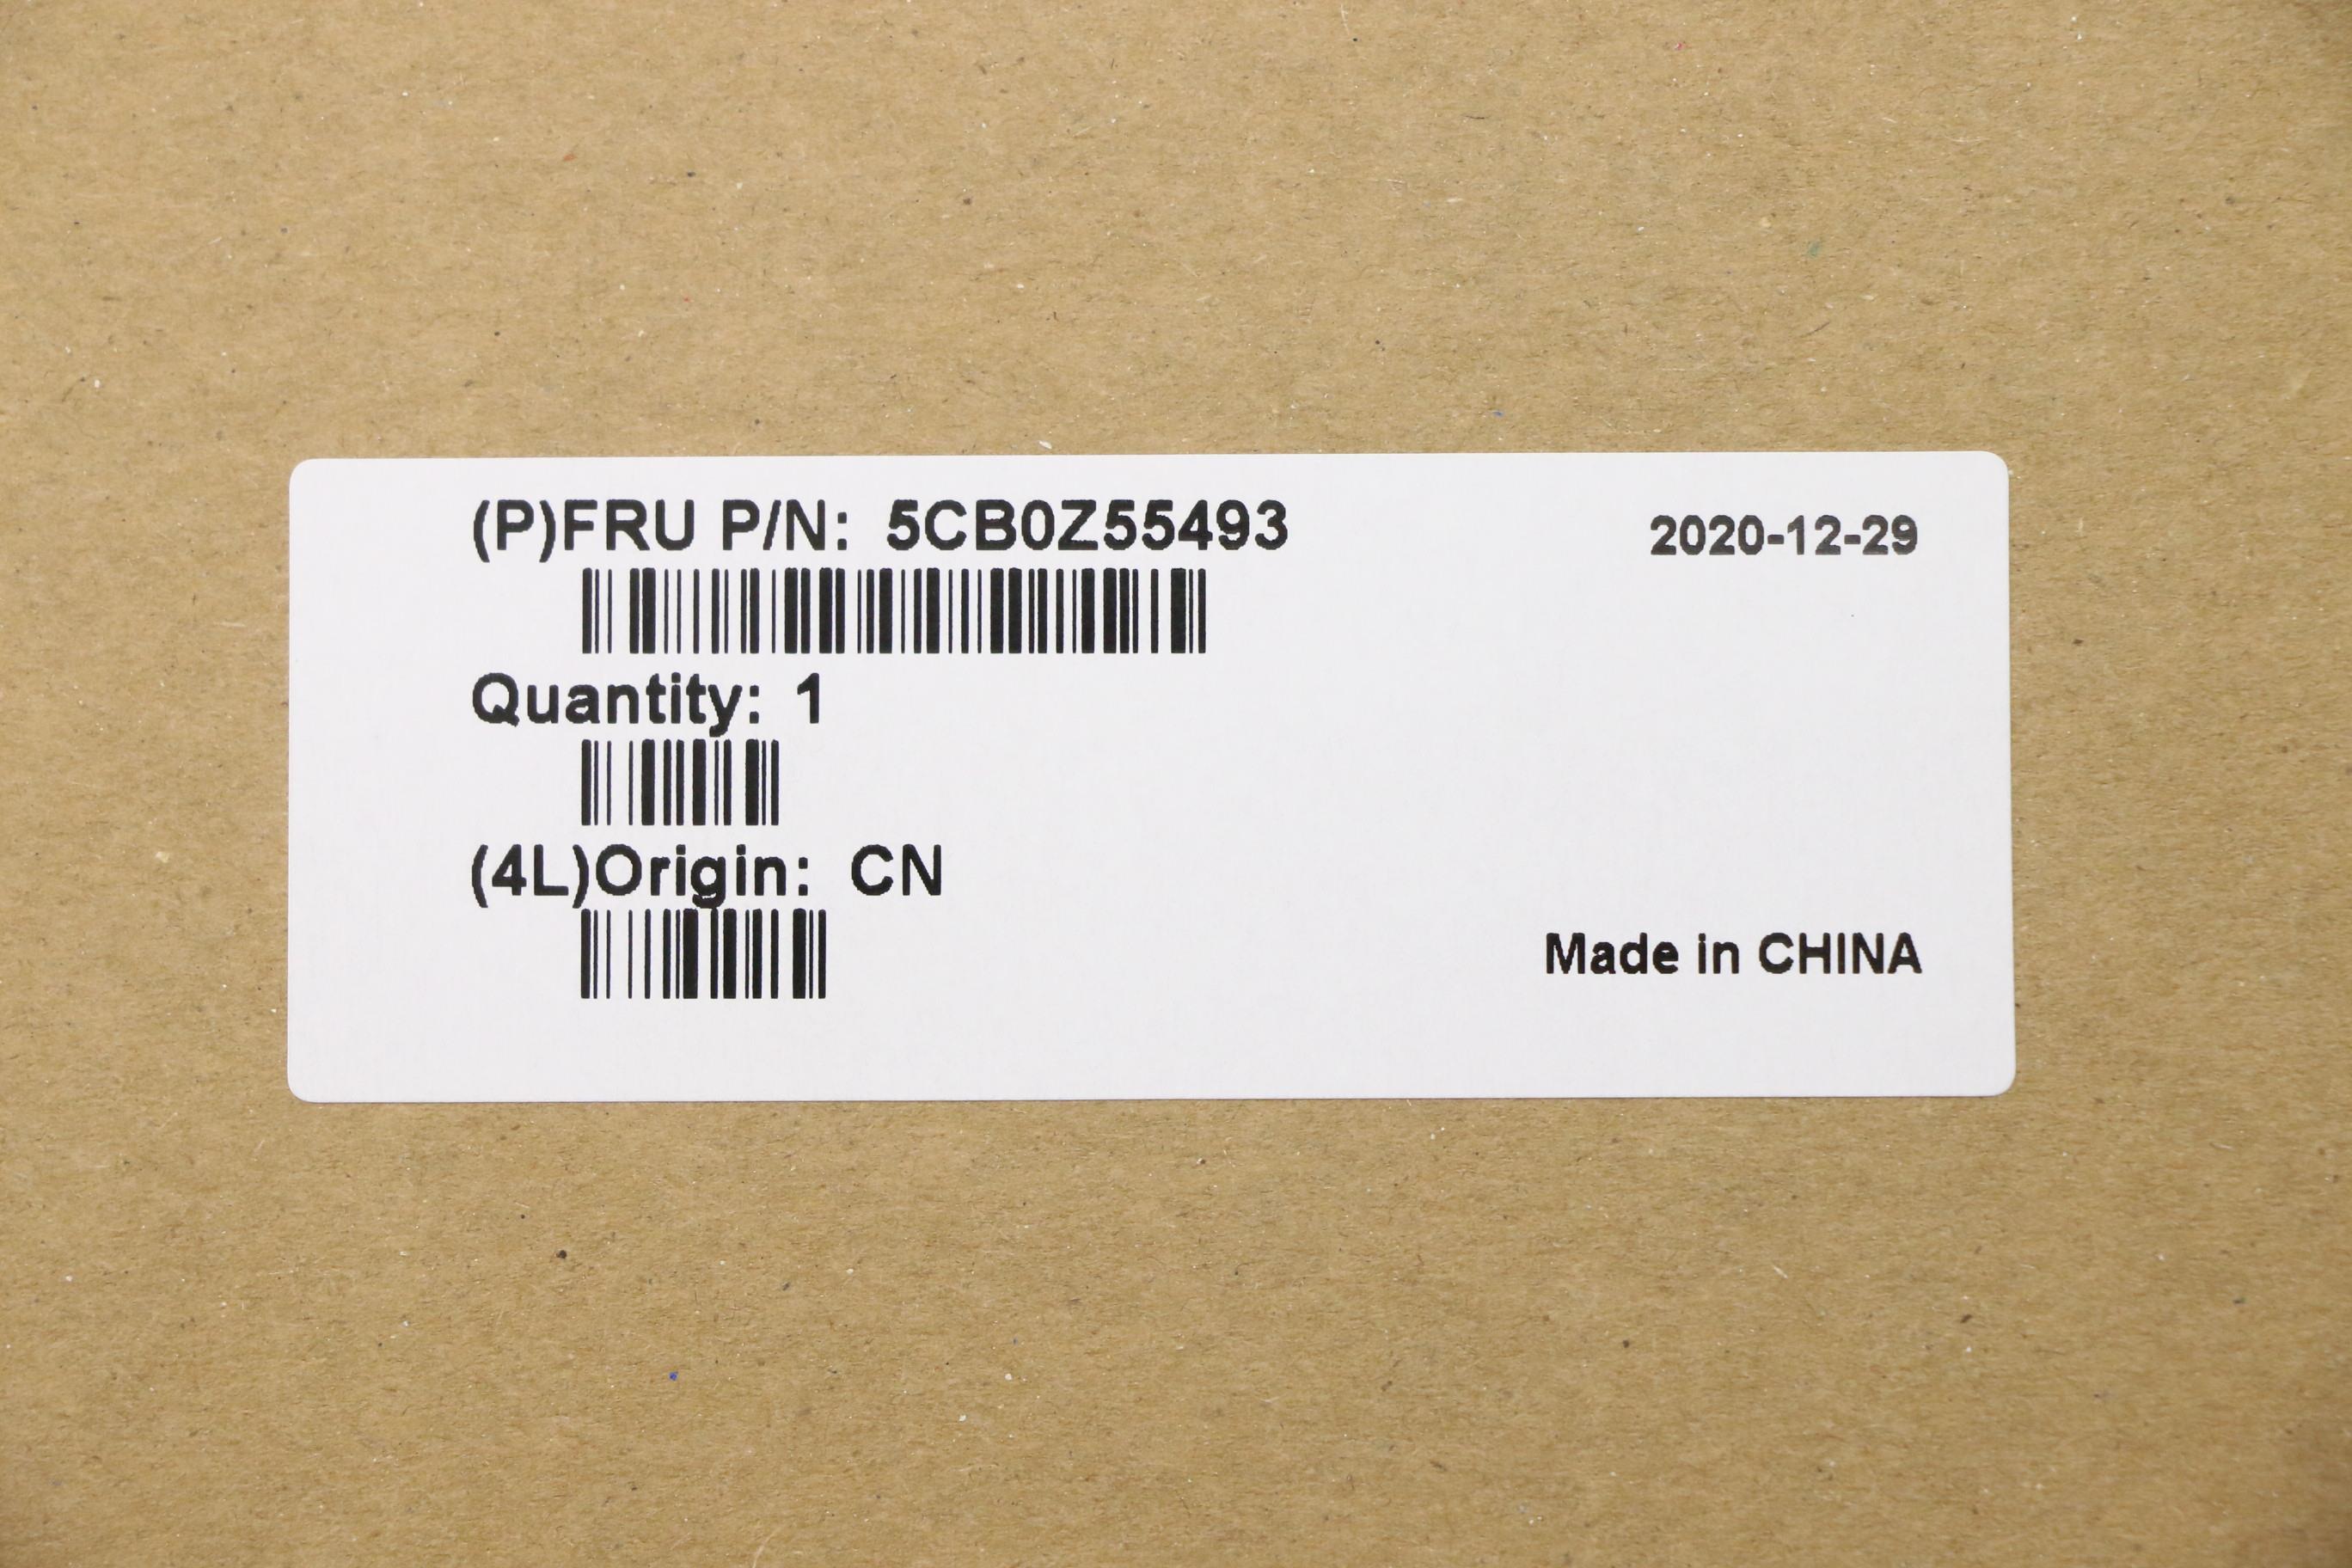 (P)FRU P/N: 5CB0Z55493
2020-12-29
Quantity: 1
(4L)Origin: CN
Made in CHINA